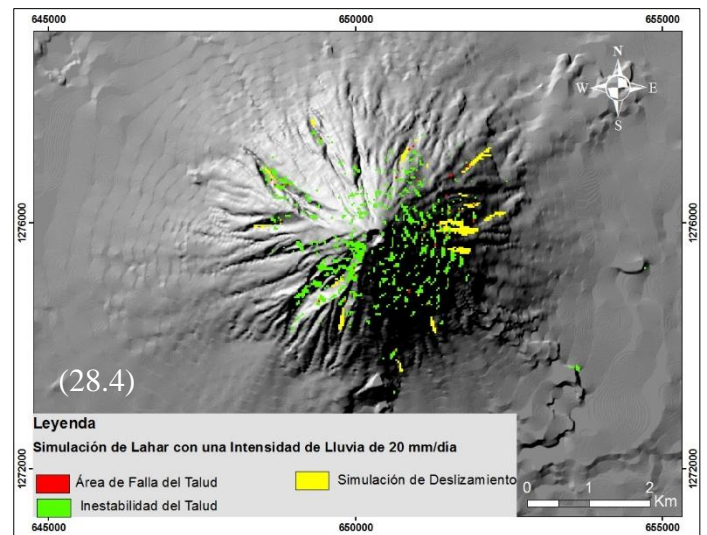 645000 650000 655000
N
W E
S
1276000 1276000
(28.4)
Leyenda
Simulación de Lahar con una Intensidad de Lluvia de 20 mm/dia
Área de Falla del Talud
Simulación de Deslizamiento
Inestabilidad del Talud
0 1 2
Km
1272000 1272000
645000 650000 655000